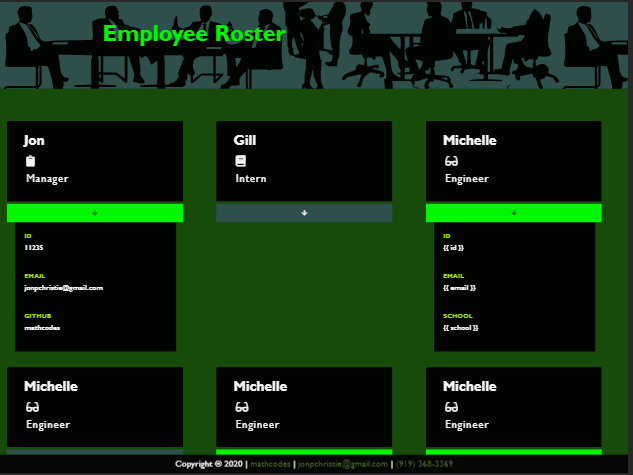 Employee Roster
Jon
Manager
Gill
Intern
Michelle
Engineer
ID
11235
EMAIL
jonpchristie@gmail.com
GITHUB
mathcodes
ID
{{ id }}
EMAIL
{{ email }}
SCHOOL
{{ school }}
Michelle
Engineer
Michelle
Engineer
Michelle
Engineer
Copyright © 2020 | mathcodes | jonpchristie@gmail.com | (919) 368-3369